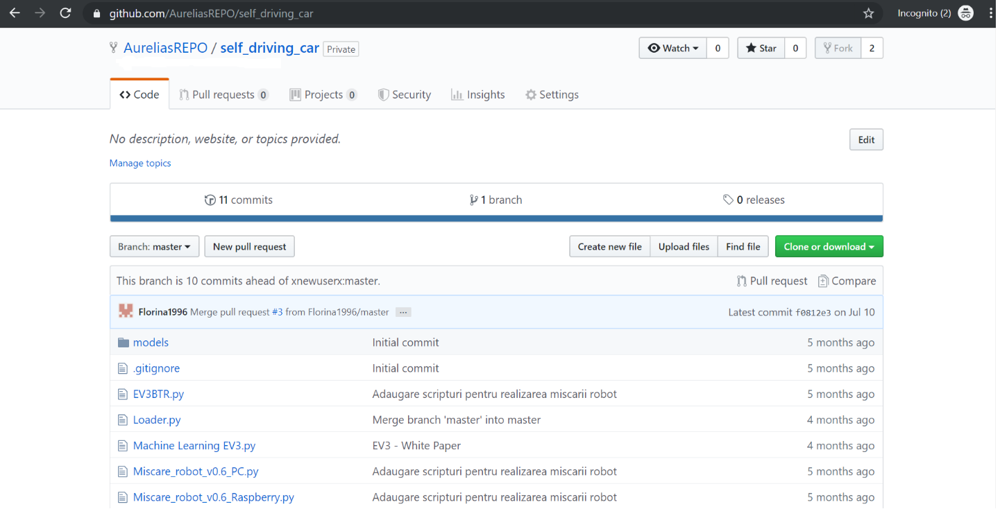 github.com/AureliasREPO/self_driving_car Incognito (2)
AureliasREPO / self_driving_car Private Watch 0 Star 0 Fork 2
Code Pull requests 0 Projects 0 Security Insights Settings
No description, website, or topics provided. Edit
Manage topics
11 commits 1 branch 0 releases
Branch: master New pull request Create new file Upload files Find file Clone or download
This branch is 10 commits ahead of xnewuserx:master. Pull request Compare
Florina1996 Merge pull request #3 from Florina1996/master ... Latest commit f0812e3 on Jul 10
models Initial commit 5 months ago
.gitignore Initial commit 5 months ago
EV3BTR.py Adaugare scripturi pentru realizarea miscarii robot 5 months ago
Loader.py Merge branch 'master' into master 4 months ago
Machine Learning EV3.py EV3 - White Paper 4 months ago
Miscare_robot_v0.6_PC.py Adaugare scripturi pentru realizarea miscarii robot 5 months ago
Miscare_robot_v0.6_Raspberry.py Adaugare scripturi pentru realizarea miscarii robot 5 months ago